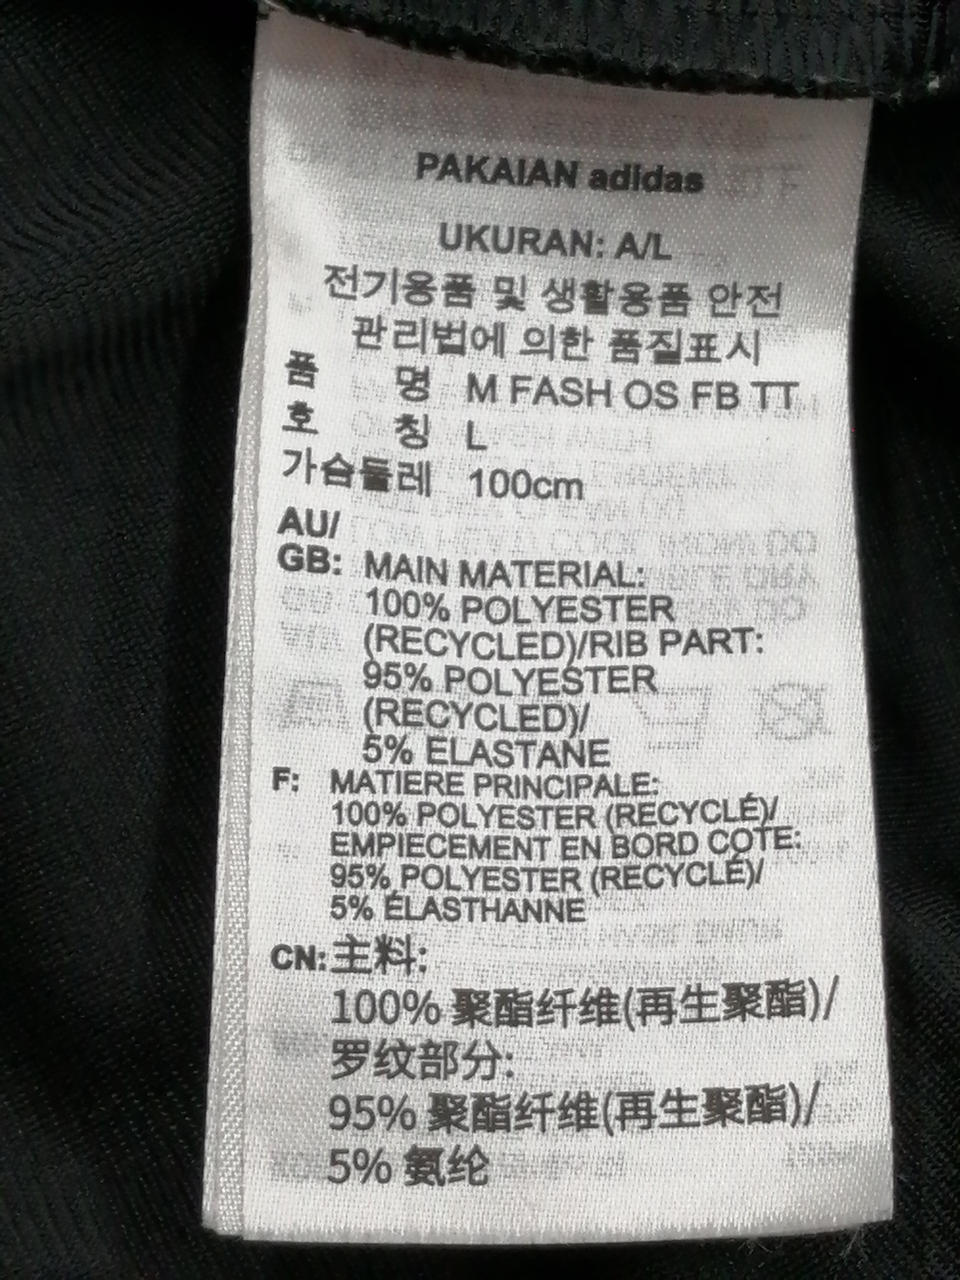 PAKAIAN adidas
UKURAN: A/L
전기용품 및 생활용품 안전
관리법에 의한 품질표시
품 명 M FASH OS FB TT
호 칭 L
가슴둘레 100cm
AU/
GB: MAIN MATERIAL:
100% POLYESTER
(RECYCLED)/RIB PART:
95% POLYESTER
(RECYCLED)/
5% ELASTANE
F: MATIERE PRINCIPALE:
100% POLYESTER (RECYCLÉ)/
EMPIECEMENT EN BORD COTE:
95% POLYESTER (RECYCLÉ)/
5% ÉLASTHANNE
CN: 主料:
100% 聚酯纤维(再生聚酯)/
罗纹部分:
95% 聚酯纤维(再生聚酯)/
5% 氨纶